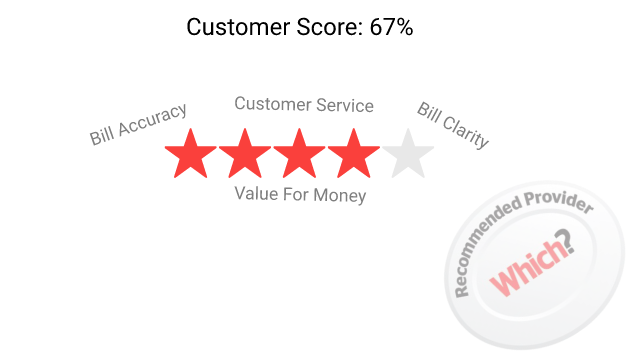 Customer Score: 67%
Bill Accuracy
Customer Service
Bill Clarity
Value For Money
Recommended Provider
Which?